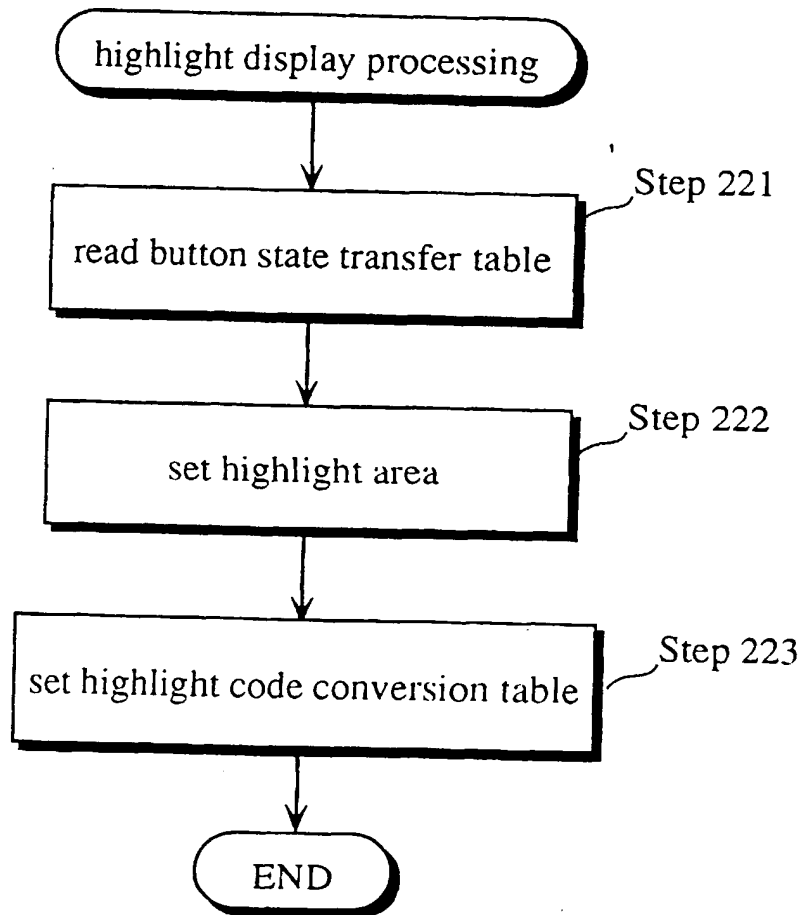 highlight display processing
Step 221
read button state transfer table
Step 222
set highlight area
Step 223
set highlight code conversion table
END